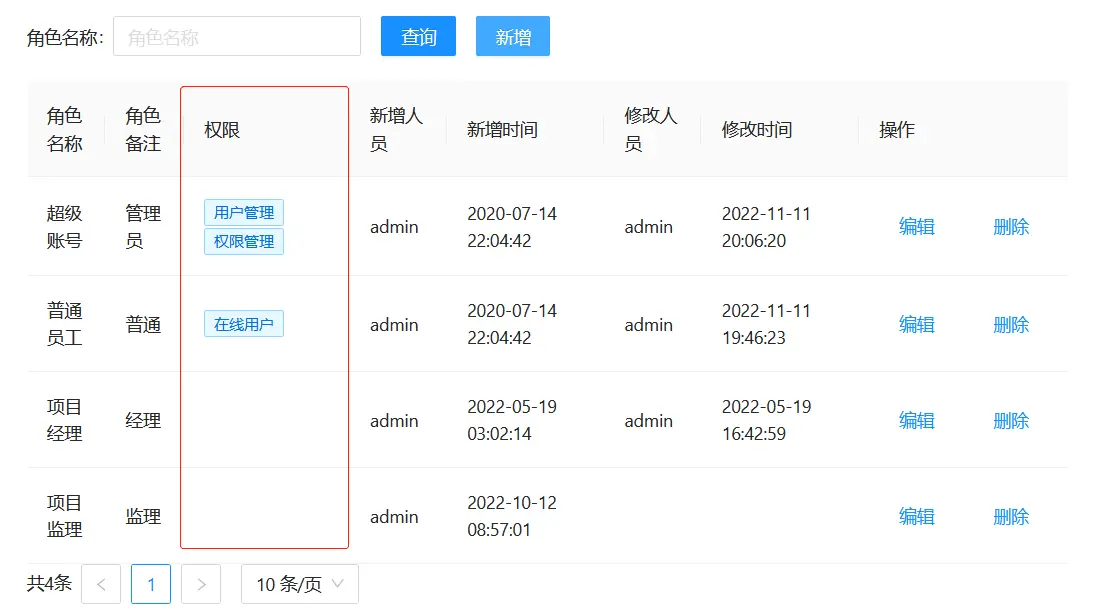 角色名称: 角色名称 查询 新增
角色名称 角色备注 权限 新增人员 新增时间 修改人员 修改时间 操作
超级账号 管理员 用户管理 权限管理 admin 2020-07-14 22:04:42 admin 2022-11-11 20:06:20 编辑 删除
普通员工 普通 在线用户 admin 2020-07-14 22:04:42 admin 2022-11-11 19:46:23 编辑 删除
项目经理 经理 admin 2022-05-19 03:02:14 admin 2022-05-19 16:42:59 编辑 删除
项目监理 监理 admin 2022-10-12 08:57:01 编辑 删除
共4条 < 1 > 10 条/页